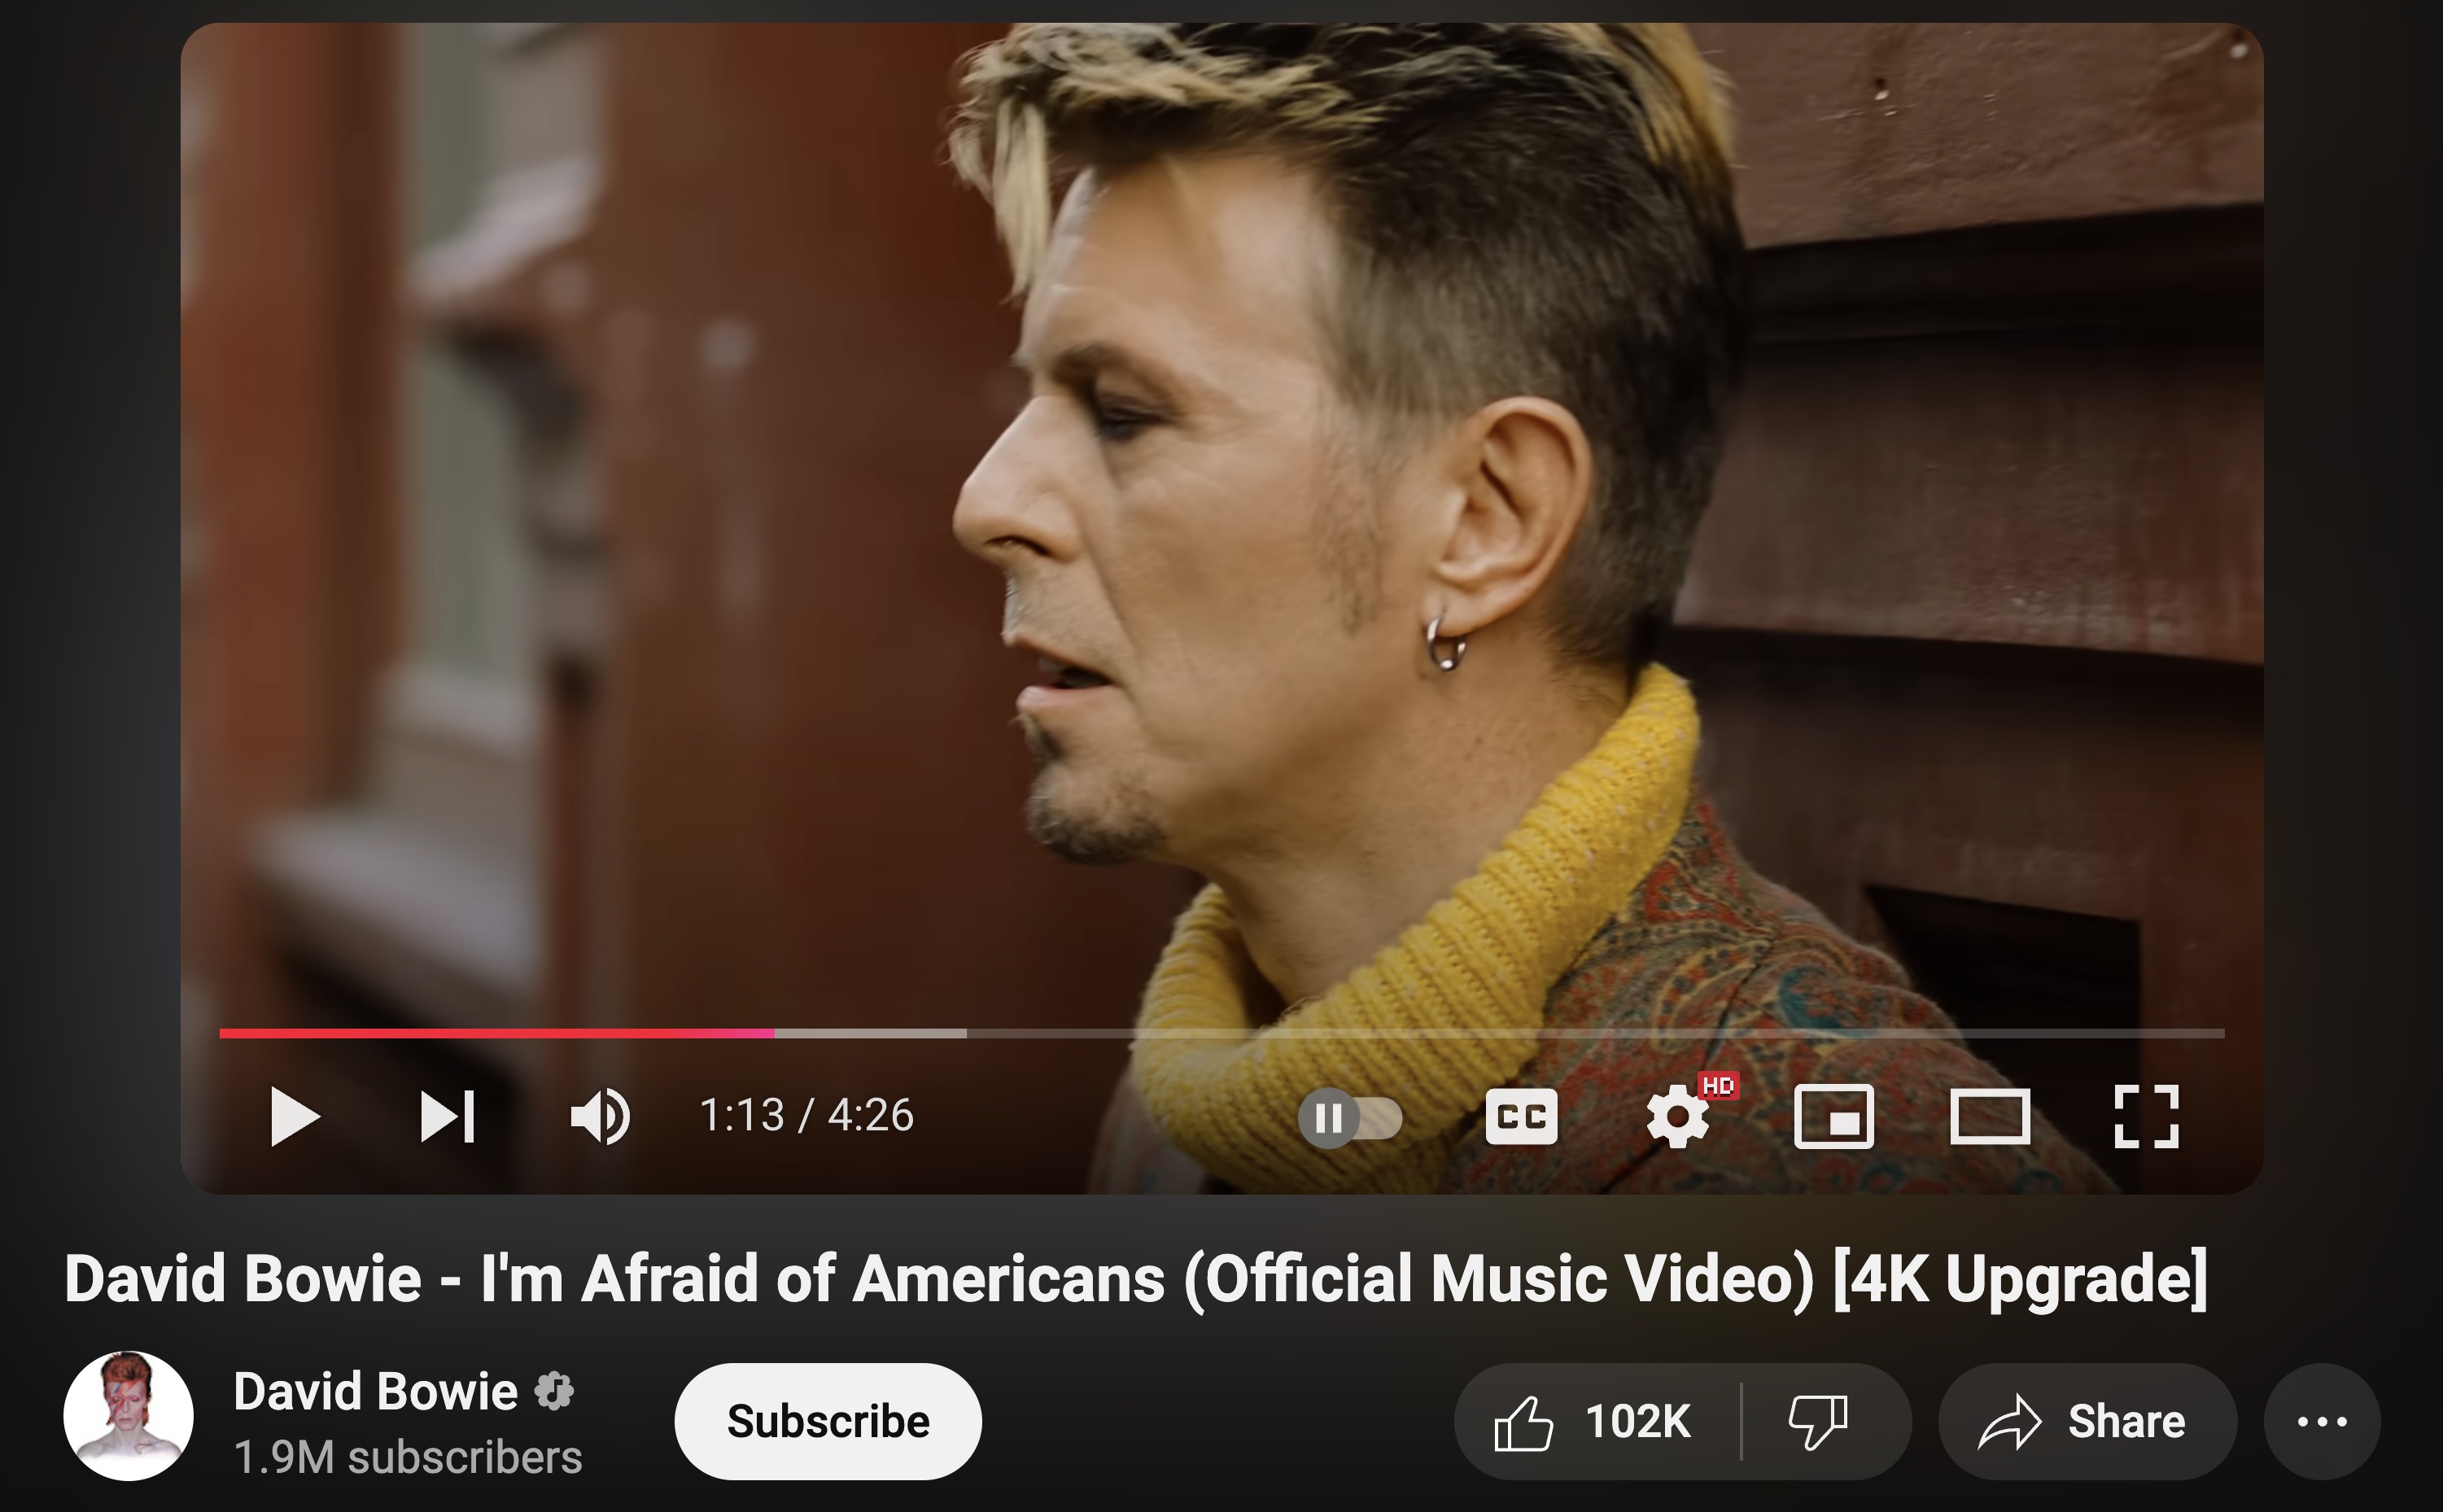 1:13 / 4:26
CC
HD
David Bowie - I'm Afraid of Americans (Official Music Video) [4K Upgrade]
David Bowie
1.9M subscribers
Subscribe
102K
Share